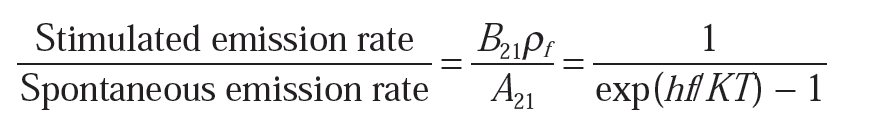 Stimulated emission rate / Spontaneous emission rate = B₂₁ρf / A₂₁ = 1 / exp(hf/KT) − 1